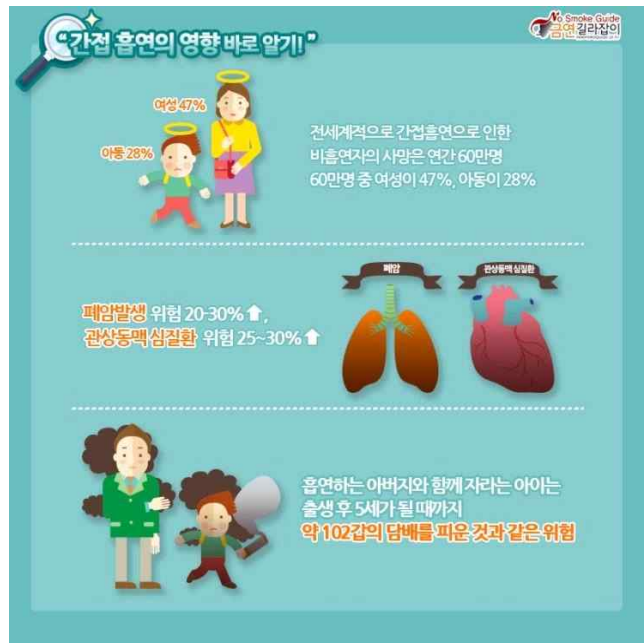 “간접 흡연의 영향 바로 알기!”
No Smoke Guide
금연길라잡이
여성 47%
아동 28%
전세계적으로 간접흡연으로 인한
비흡연자의 사망은 연간 60만명
60만명 중 여성이 47%, 아동이 28%
폐암
관상동맥 심질환
폐암발생 위험 20-30%⬆,
관상동맥 심질환 위험 25~30%⬆
흡연하는 아버지와 함께 자라는 아이는
출생 후 5세가 될 때까지
약 102갑의 담배를 피운 것과 같은 위험